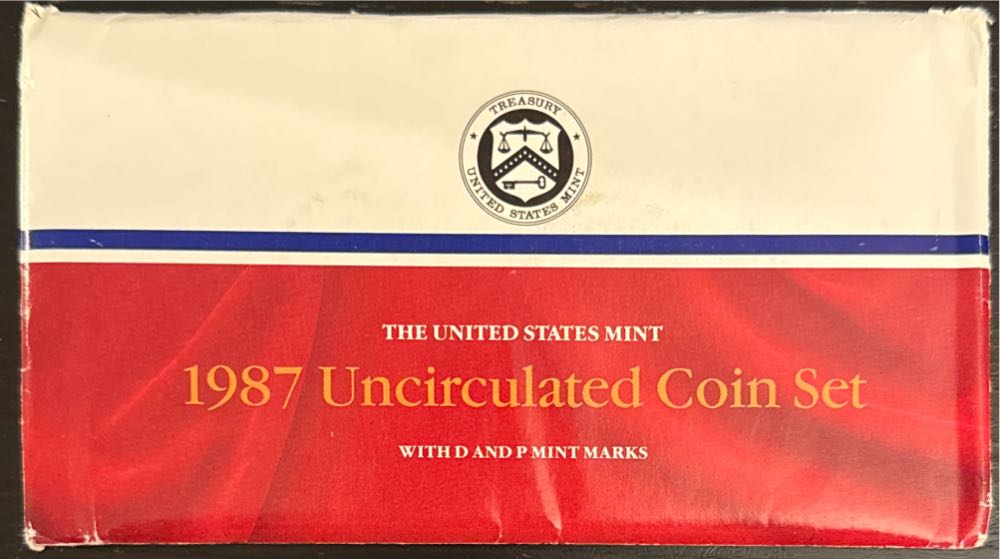 TREASURY
UNITED STATES MINT
THE UNITED STATES MINT
1987 Uncirculated Coin Set
WITH D AND P MINT MARKS